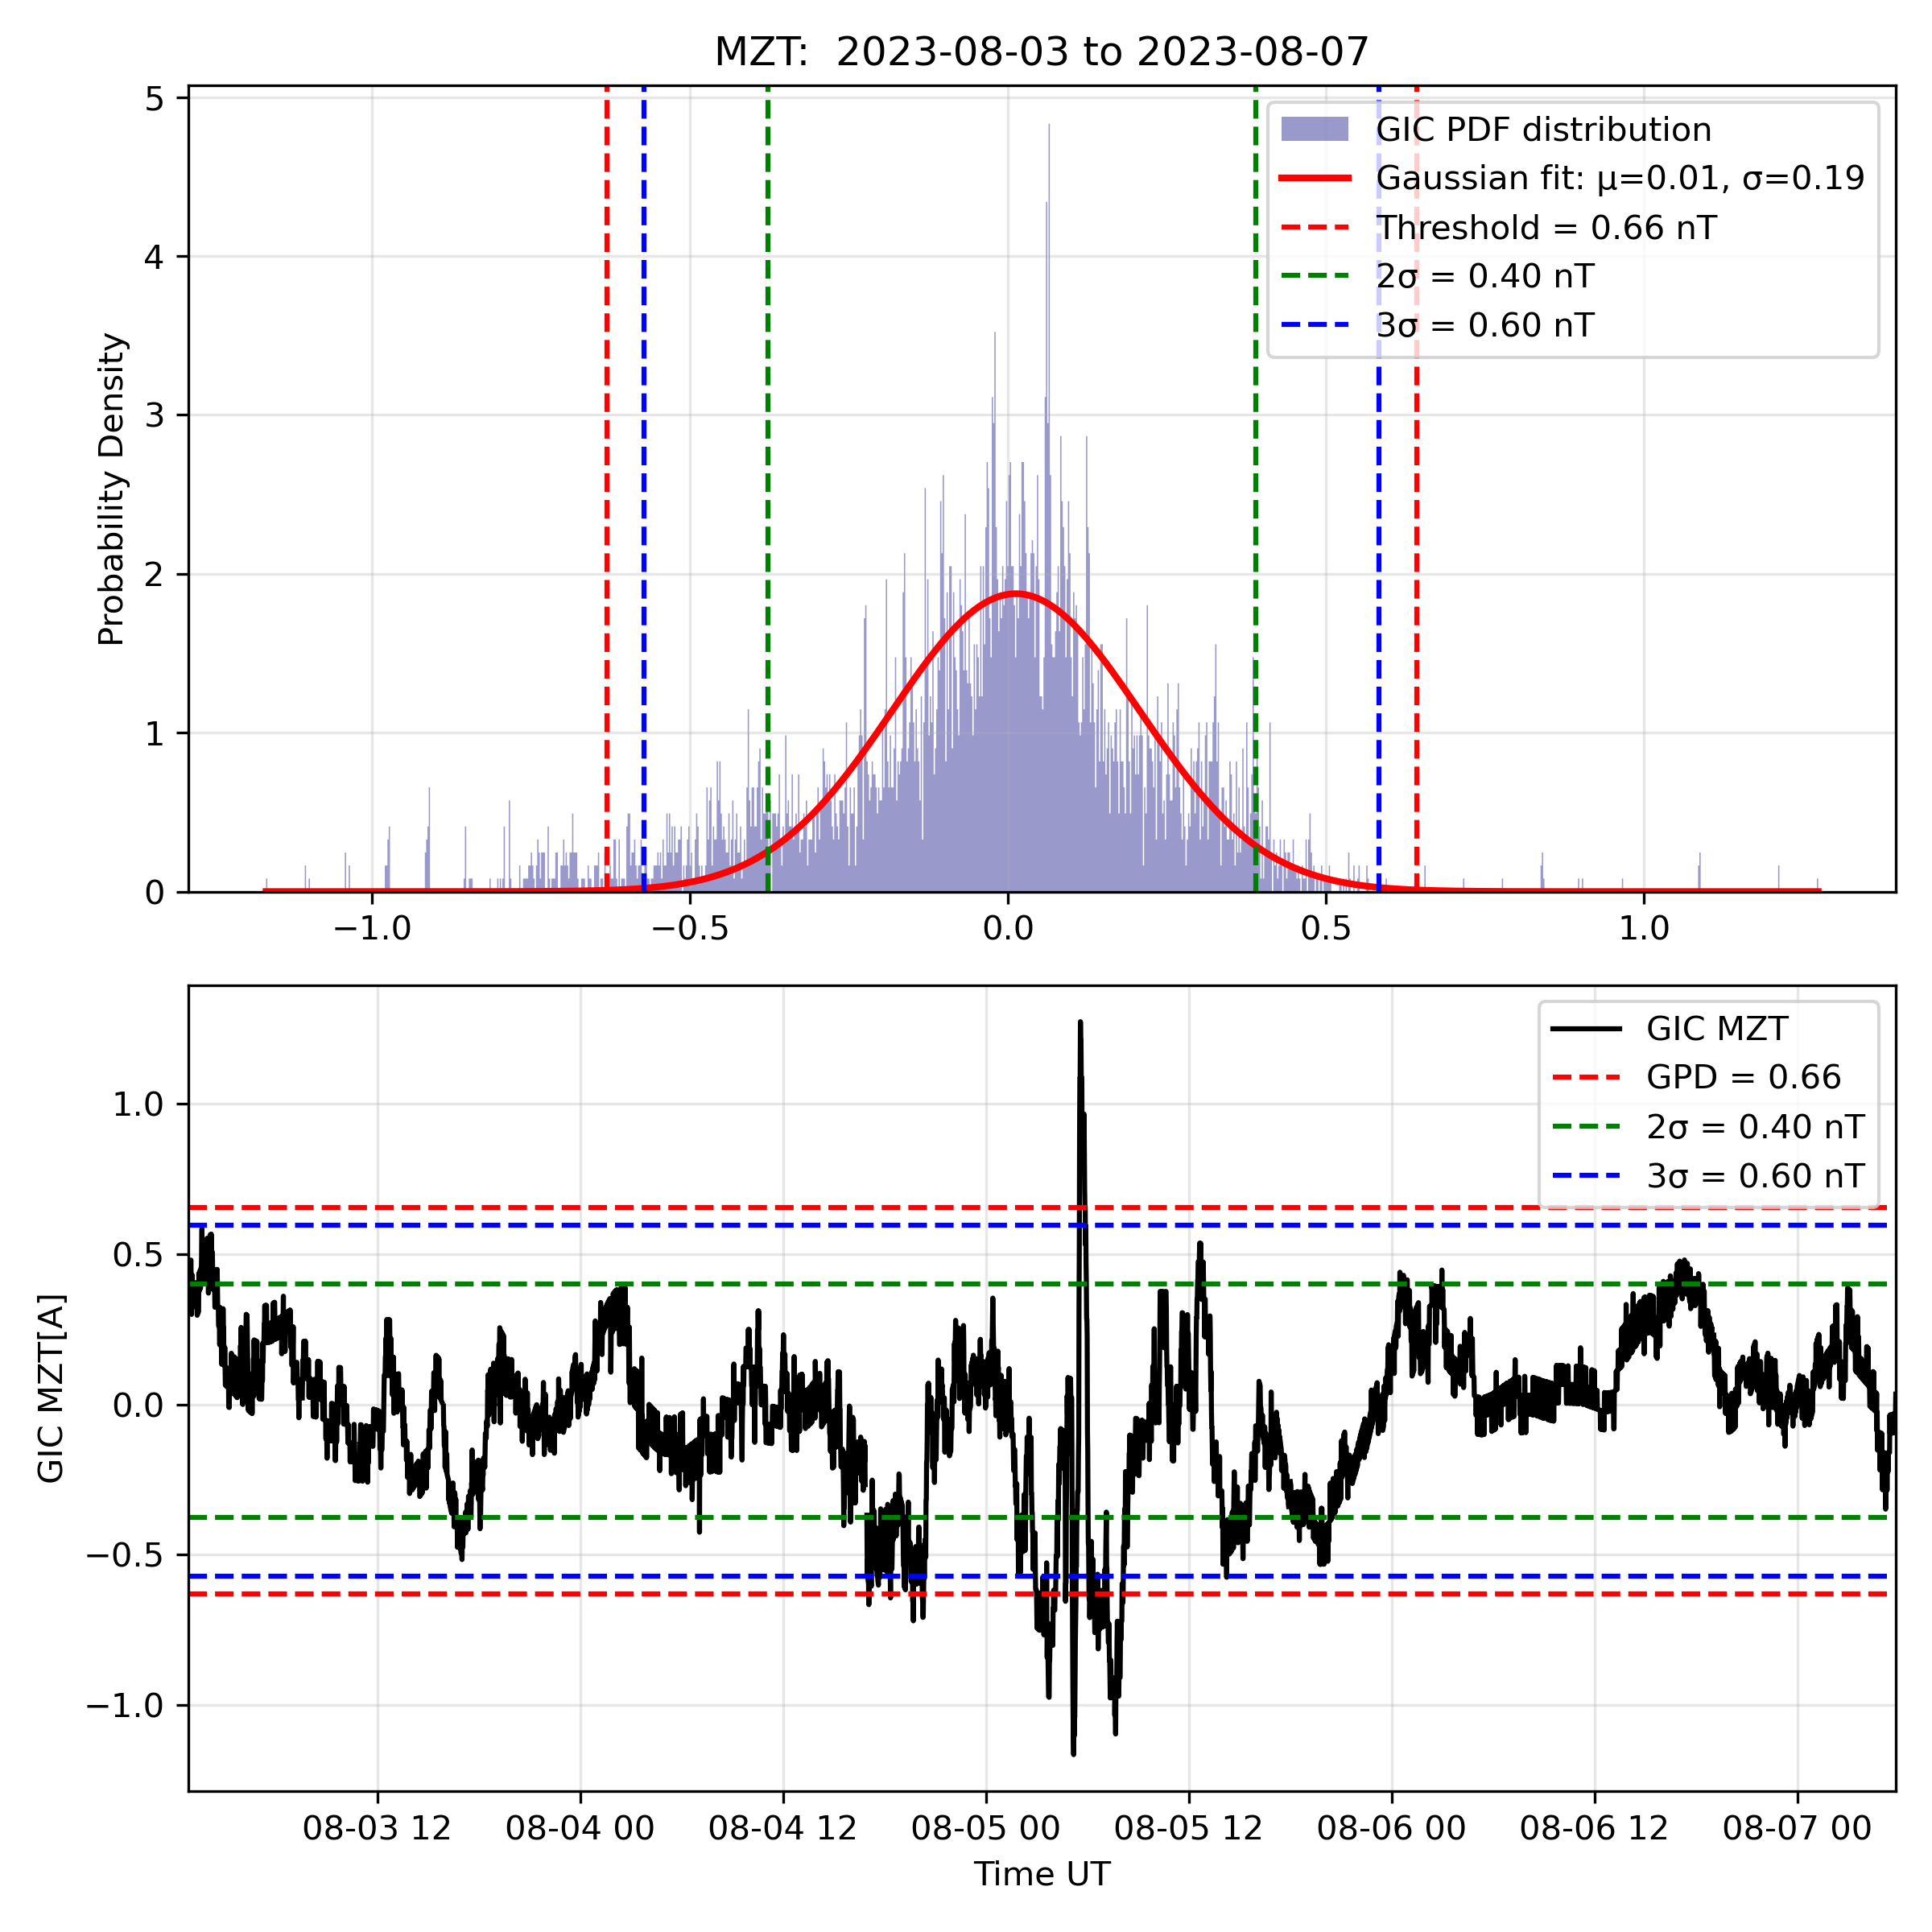 MZT:  2023-08-03 to 2023-08-07
Probability Density
5
4
3
2
1
0
GIC PDF distribution
Gaussian fit: μ=0.01, σ=0.19
Threshold = 0.66 nT
2σ = 0.40 nT
3σ = 0.60 nT
−1.0
−0.5
0.0
0.5
1.0
GIC MZT[A]
1.0
0.5
0.0
−0.5
−1.0
GIC MZT
GPD = 0.66
2σ = 0.40 nT
3σ = 0.60 nT
08-03 12
08-04 00
08-04 12
08-05 00
08-05 12
08-06 00
08-06 12
08-07 00
Time UT